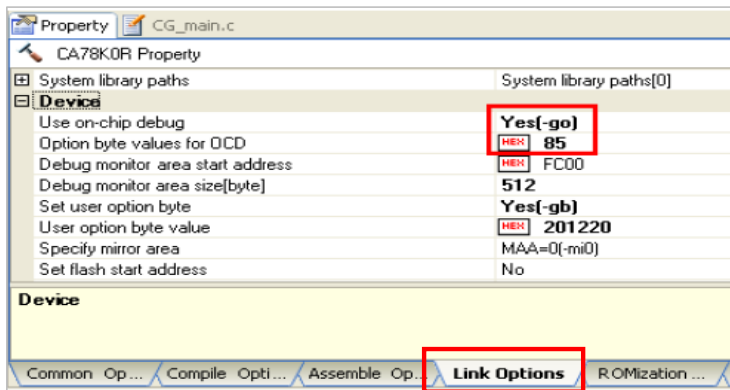 Property CG_main.c
CA78K0R Property
System library paths System library paths[0]
Device
Use on-chip debug Yes(-go)
Option byte values for OCD HEX 85
Debug monitor area start address HEX FC00
Debug monitor area size[byte] 512
Set user option byte Yes(-gb)
User option byte value HEX 201220
Specify mirror area MAA=0(-mi0)
Set flash start address No
Device
Common Op... Compile Opti... Assemble Op... Link Options ROMization ...